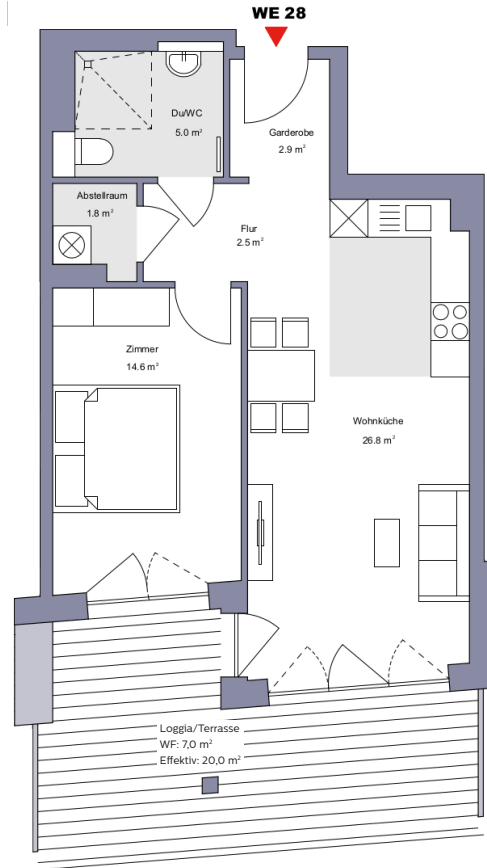 WE 28
Du/WC
5.0 m²
Garderobe
2.9 m²
Abstellraum
1.8 m²
Flur
2.5 m²
Zimmer
14.6 m²
Wohnküche
26.8 m²
Loggia/Terrasse
WF: 7,0 m²
Effektiv: 20,0 m²